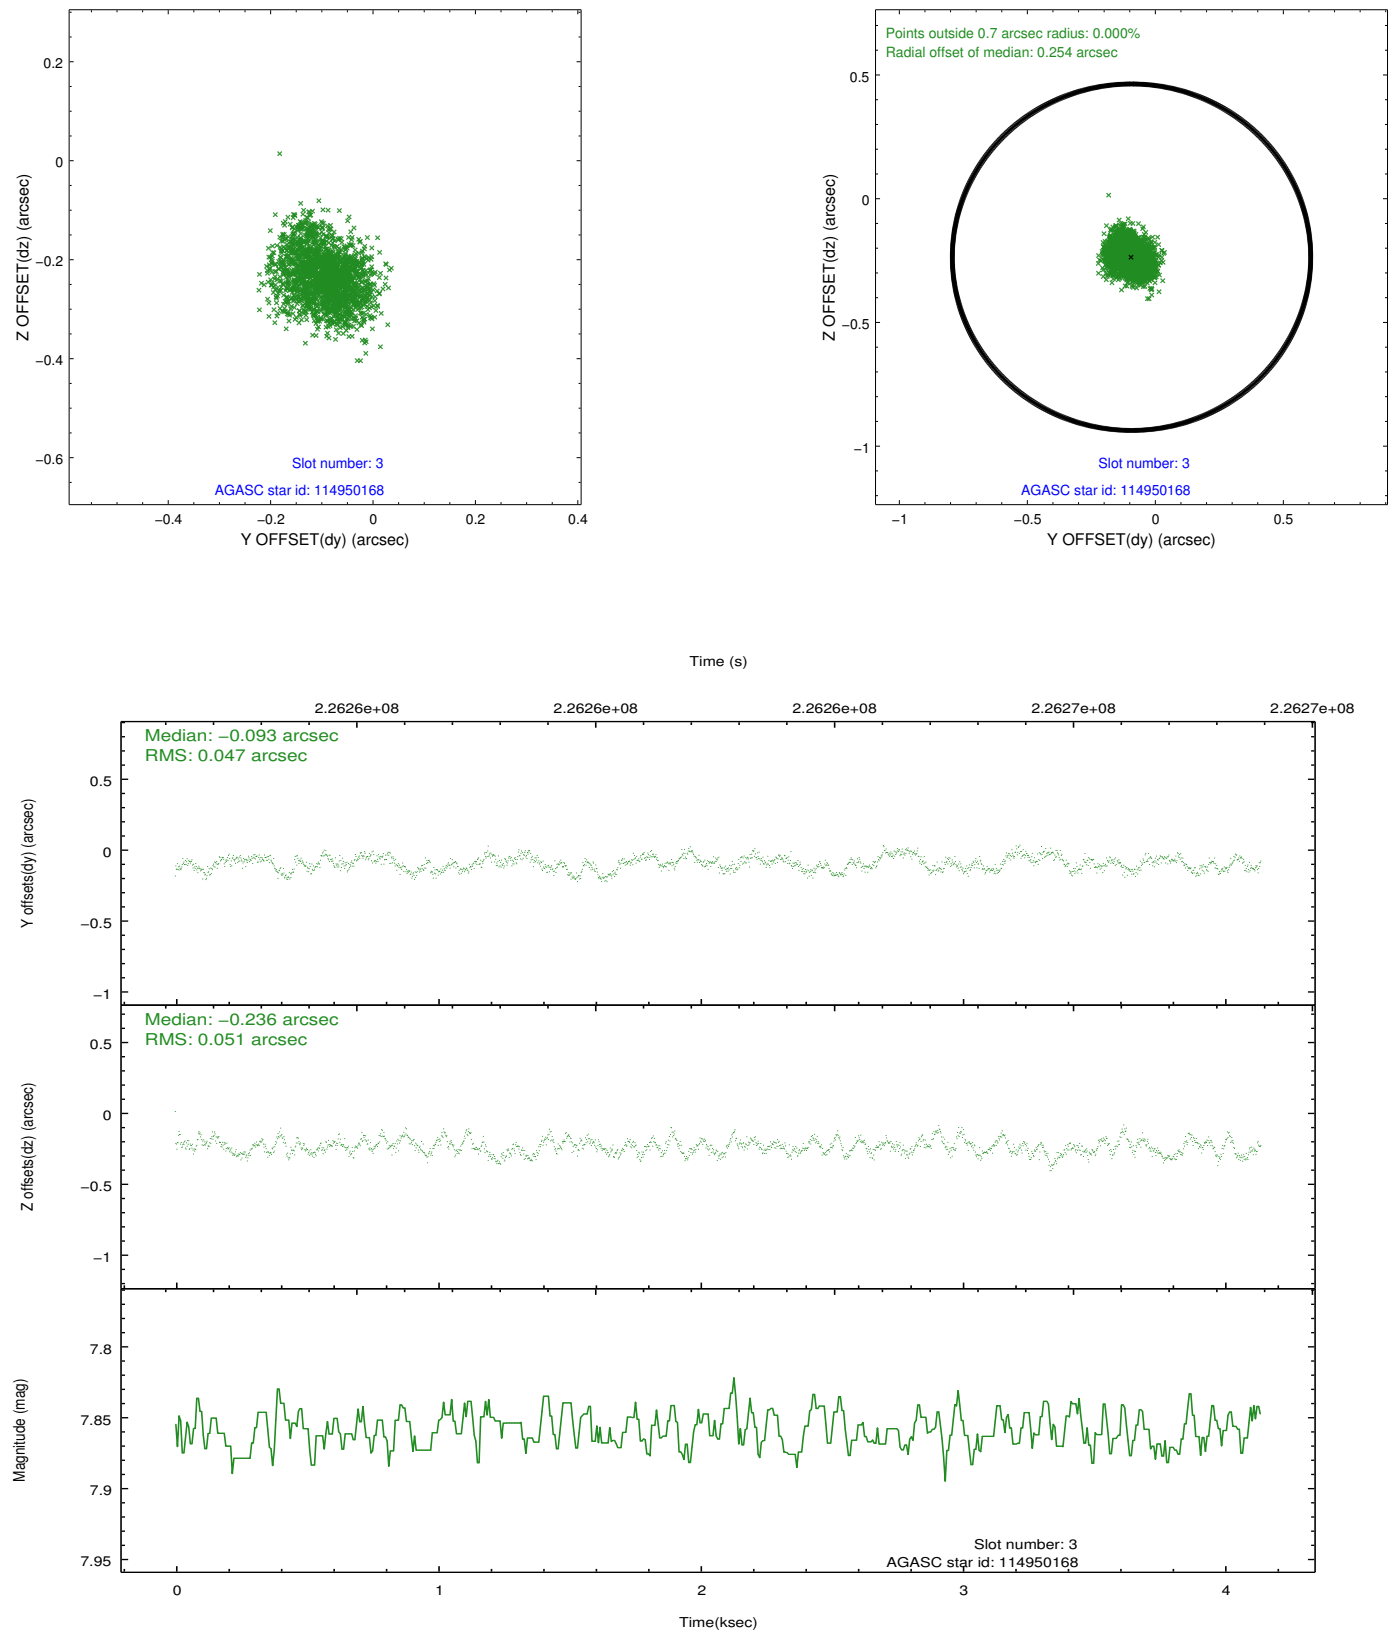 0.2
0
−0.2
−0.4
−0.6
Z OFFSET(dz) (arcsec)
Slot number: 3
AGASC star id: 114950168
−0.4
−0.2
0
0.2
0.4
Y OFFSET(dy) (arcsec)
Points outside 0.7 arcsec radius: 0.000%
Radial offset of median: 0.254 arcsec
0.5
0
−0.5
−1
Z OFFSET(dz) (arcsec)
Slot number: 3
AGASC star id: 114950168
−1
−0.5
0
0.5
Y OFFSET(dy) (arcsec)
Time (s)
2.2626e+08
2.2626e+08
2.2626e+08
2.2627e+08
2.2627e+08
Median: −0.093 arcsec
RMS: 0.047 arcsec
0.5
0
−0.5
−1
Y offsets(dy) (arcsec)
Median: −0.236 arcsec
RMS: 0.051 arcsec
0.5
0
−0.5
−1
Z offsets(dz) (arcsec)
7.8
7.85
7.9
7.95
Magnitude (mag)
Slot number: 3
AGASC star id: 114950168
0
1
2
3
4
Time(ksec)